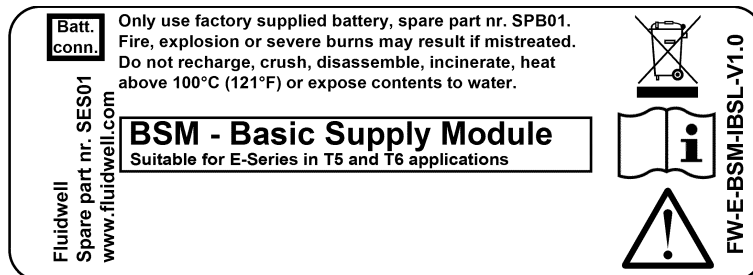 Batt.
conn.
Only use factory supplied battery, spare part nr. SPB01.
Fire, explosion or severe burns may result if mistreated.
Do not recharge, crush, disassemble, incinerate, heat
above 100°C (121°F) or expose contents to water.
BSM - Basic Supply Module
Suitable for E-Series in T5 and T6 applications
Fluidwell
Spare part nr. SES01
www.fluidwell.com
FW-E-BSM-IBSL-V1.0